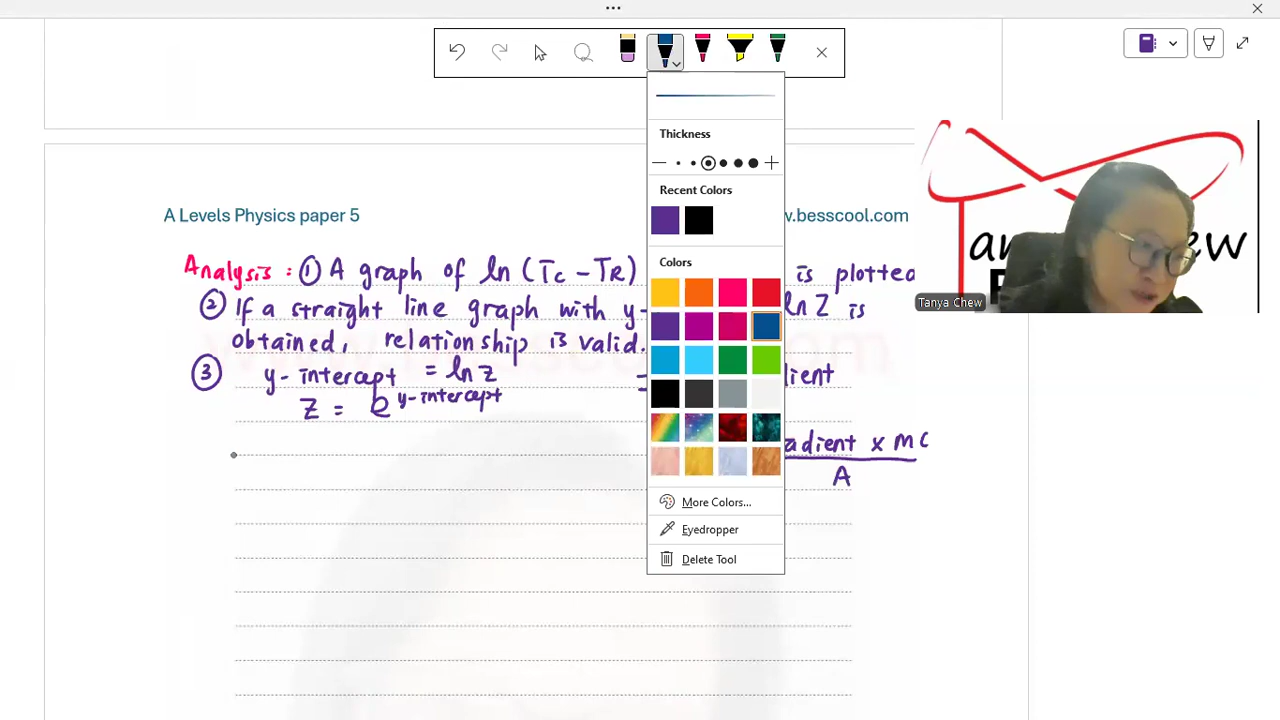 Thickness
Recent Colors
Colors
More Colors...
Eyedropper
Delete Tool
A Levels Physics paper 5
w.besscool.com
Tanya Chew
Analysis : ① A graph of ln (Tc - TR) is plotted
② If a straight line graph with y- ln Z is
obtained, relationship is valid.
③ y-intercept = ln z
Z = e^y-intercept
adient x MC
A